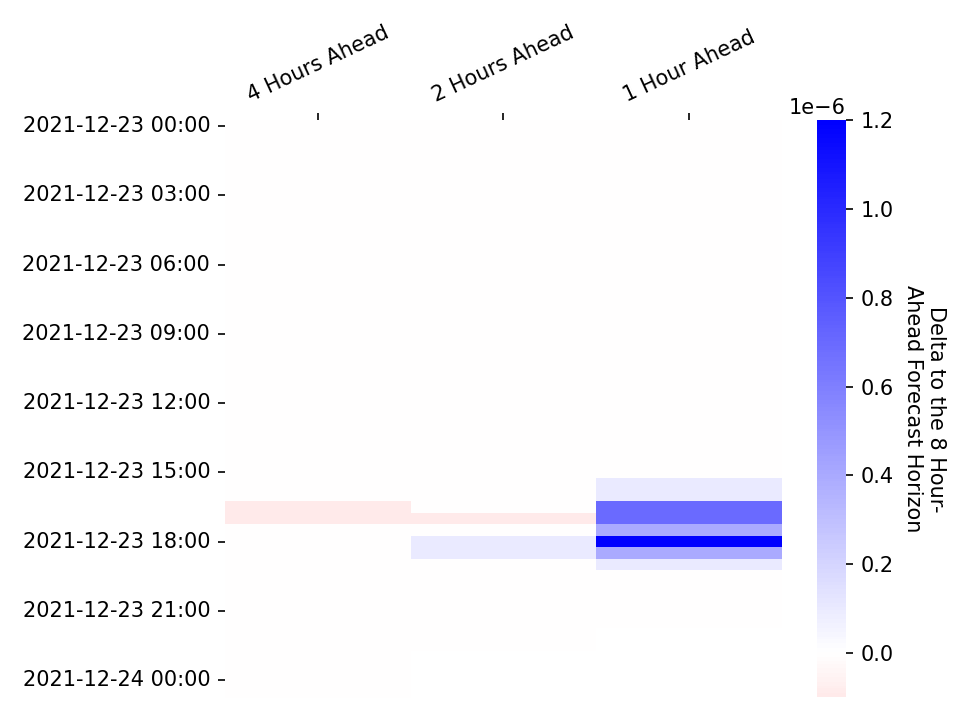 4 Hours Ahead
2 Hours Ahead
1 Hour Ahead
1e−6
2021-12-23 00:00
2021-12-23 03:00
2021-12-23 06:00
2021-12-23 09:00
2021-12-23 12:00
2021-12-23 15:00
2021-12-23 18:00
2021-12-23 21:00
2021-12-24 00:00
1.2
1.0
0.8
0.6
0.4
0.2
0.0
Delta to the 8 Hour-
Ahead Forecast Horizon